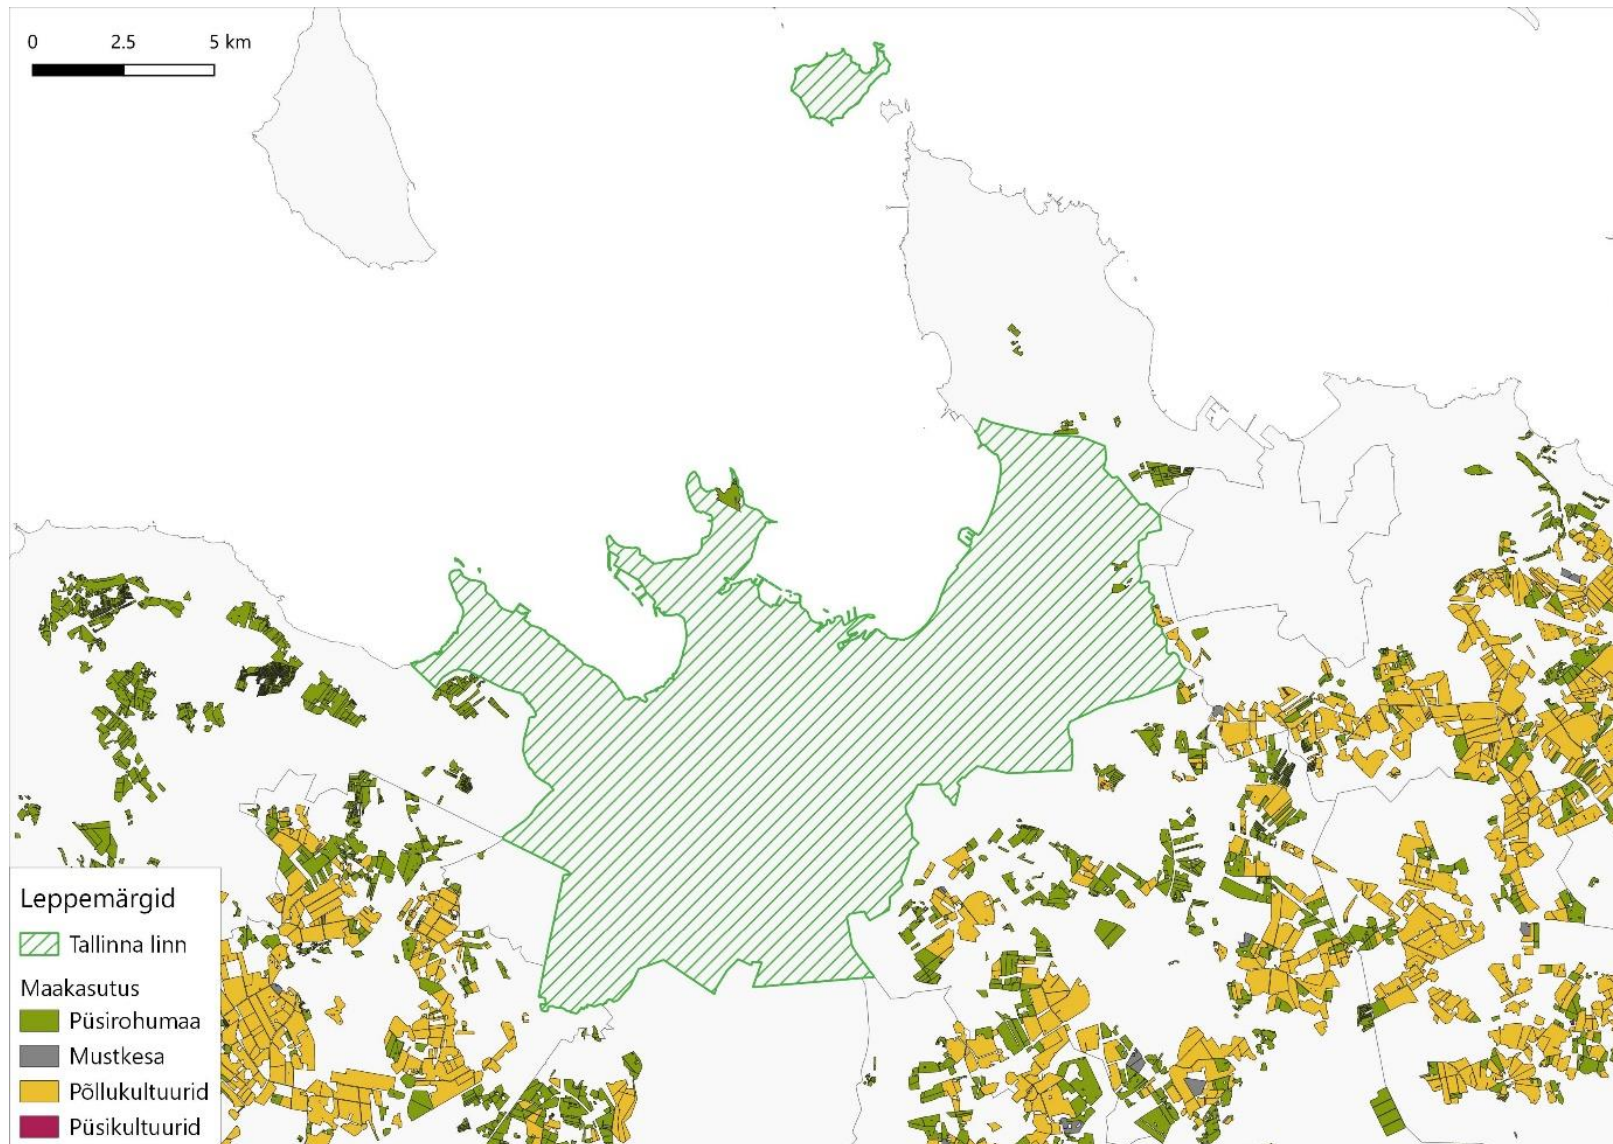 0 2.5 5 km
Leppemärgid
Tallinna linn
Maakasutus
Püsirohumaa
Mustkesa
Põllukultuurid
Püsikultuurid